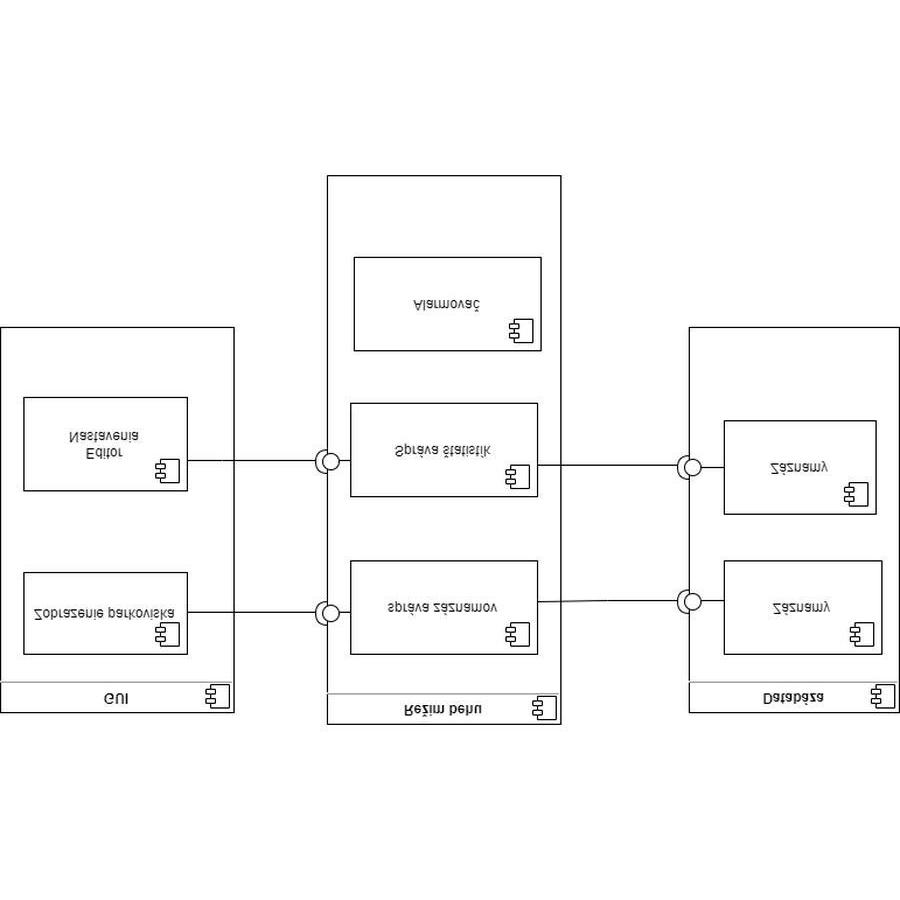 GUI
Zobrazenie parkoviska
Editor
Nastavenia
Režim behu
správa záznamov
Správa štatistík
Alarmovač
Databáza
Záznamy
Záznamy